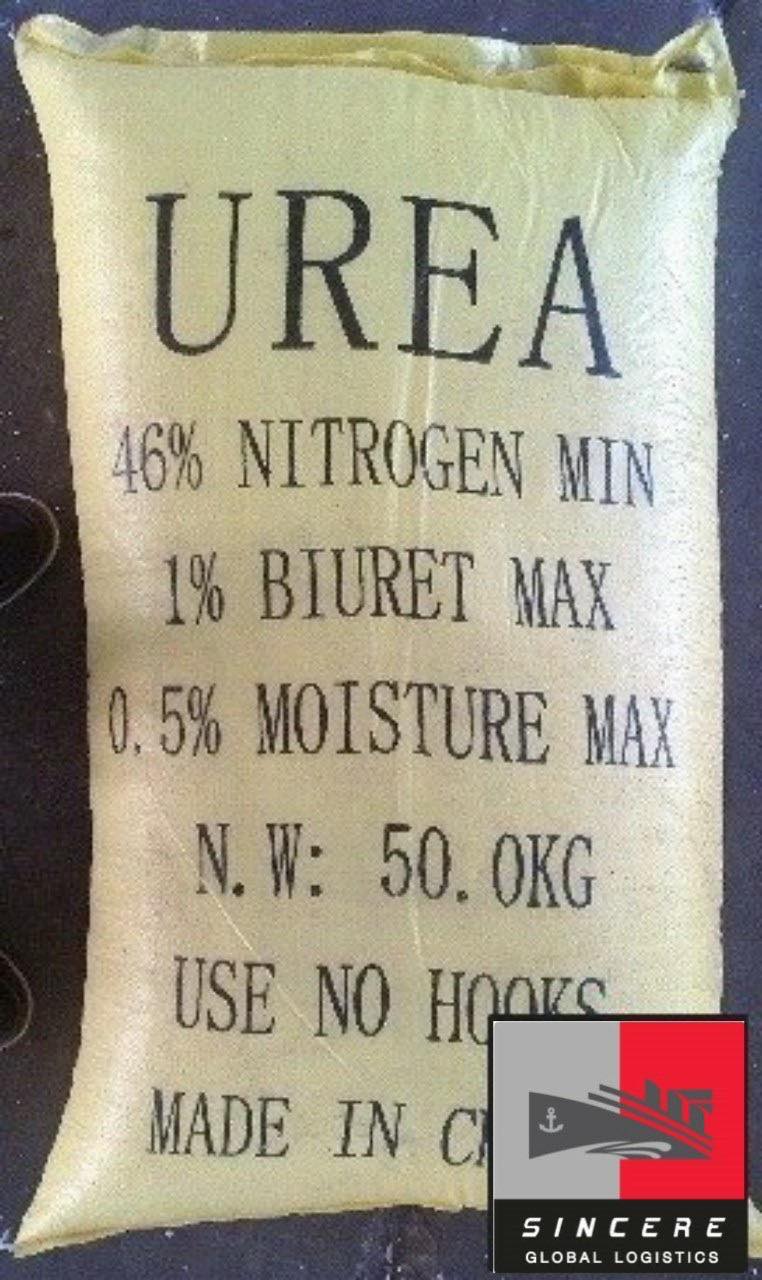 UREA
46% NITROGEN MIN
1% BIURET MAX
0.5% MOISTURE MAX
N.W: 50.0KG
USE NO HOOKS
MADE IN
SINCERE
GLOBAL LOGISTICS